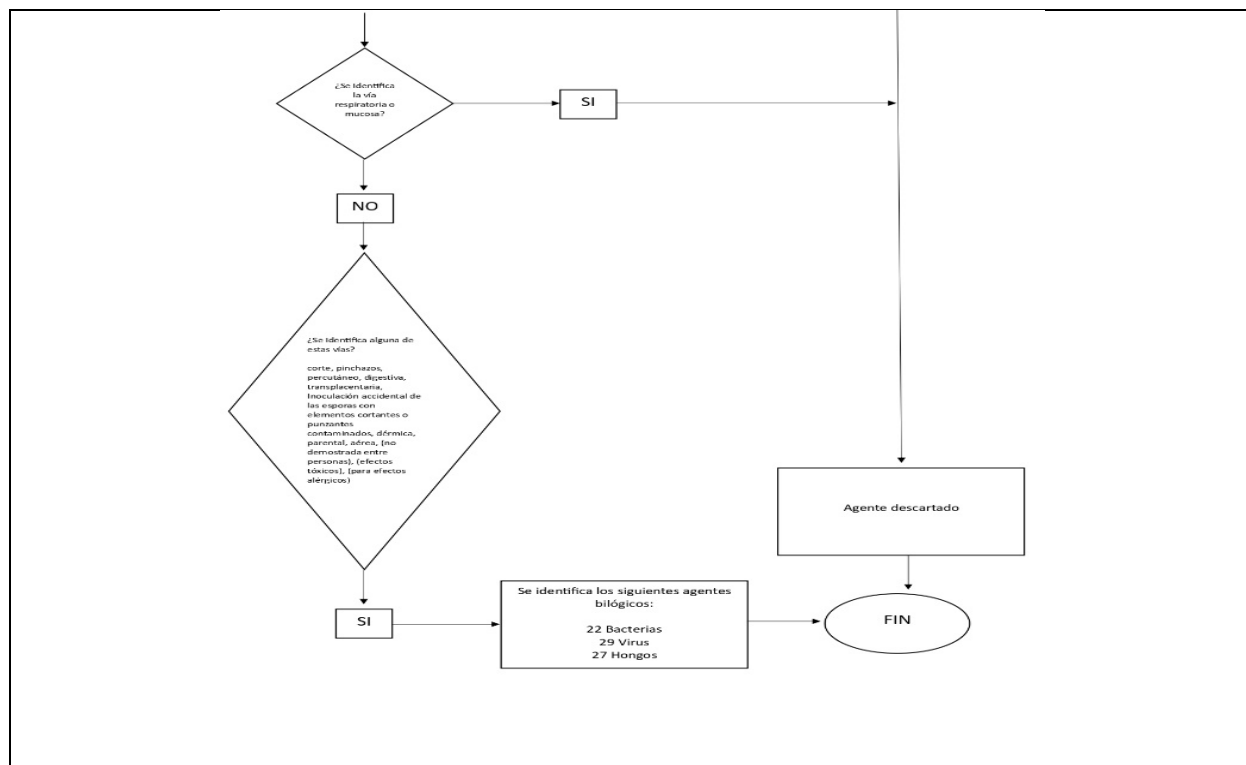 ¿Se identifica
la vía
respiratoria o
mucosa?
SI
NO
¿Se identifica alguna de
estas vías?
corte, pinchazos,
percutáneo, digestiva,
transplacentaria,
Inoculación accidental de
las esporas con
elementos cortantes o
punzantes
contaminados, dérmica,
parental, aérea, (no
demostrada entre
personas), (efectos
tóxicos), (para efectos
alérgicos)
Agente descartado
SI
Se identifica los siguientes agentes
bilógicos:
22 Bacterias
29 Virus
27 Hongos
FIN